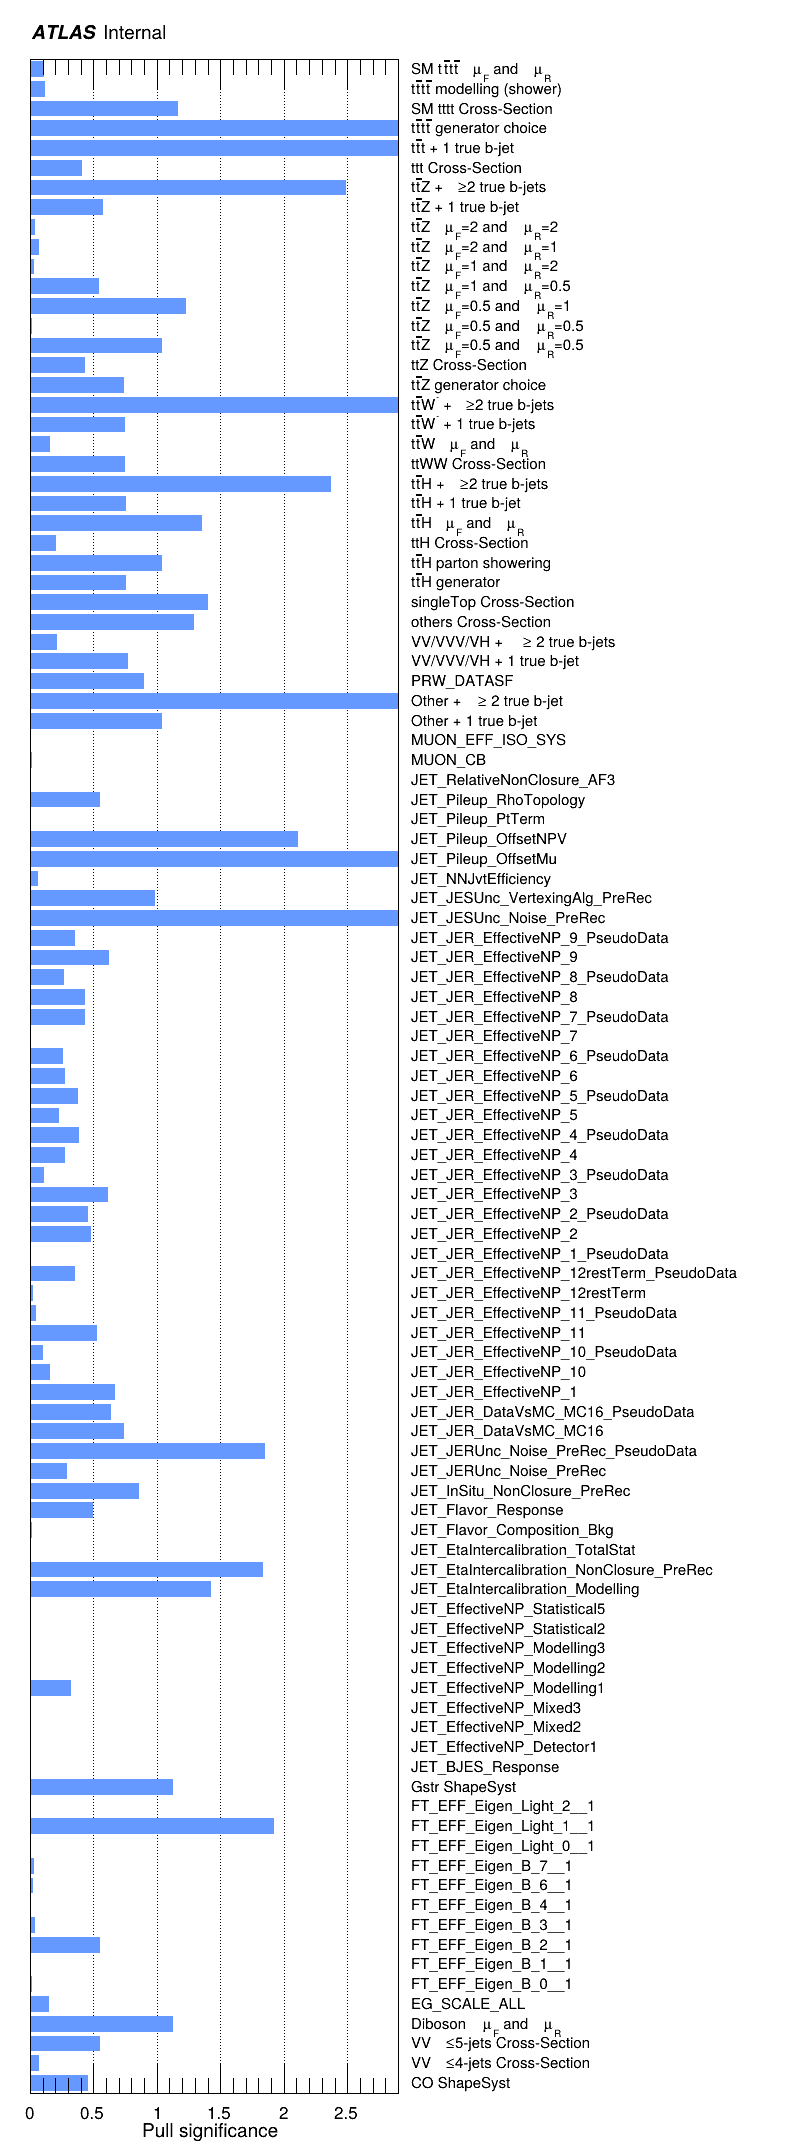 ATLAS Internal
SM tt̄t̄t̄ μF and μR
tt̄t̄t̄ modelling (shower)
SM tttt Cross-Section
tt̄t̄t̄ generator choice
tt̄t + 1 true b-jet
ttt Cross-Section
tt̄Z + ≥2 true b-jets
tt̄Z + 1 true b-jet
tt̄Z μF=2 and μR=2
tt̄Z μF=2 and μR=1
tt̄Z μF=1 and μR=2
tt̄Z μF=1 and μR=0.5
tt̄Z μF=0.5 and μR=1
tt̄Z μF=0.5 and μR=0.5
tt̄Z μF=0.5 and μR=0.5
ttZ Cross-Section
tt̄Z generator choice
tt̄W + ≥2 true b-jets
tt̄W + 1 true b-jet
tt̄W μF and μR
ttWW Cross-Section
tt̄H + ≥2 true b-jets
tt̄H + 1 true b-jet
tt̄H μF and μR
ttH Cross-Section
tt̄H parton showering
tt̄H generator
singleTop Cross-Section
others Cross-Section
VV/VVV/VH + ≥ 2 true b-jets
VV/VVV/VH + 1 true b-jet
PRW_DATASF
Other + ≥ 2 true b-jet
Other + 1 true b-jet
MUON_EFF_ISO_SYS
MUON_CB
JET_RelativeNonClosure_AF3
JET_Pileup_RhoTopology
JET_Pileup_PtTerm
JET_Pileup_OffsetNPV
JET_Pileup_OffsetMu
JET_NNJvtEfficiency
JET_JESUnc_VertexingAlg_PreRec
JET_JESUnc_Noise_PreRec
JET_JER_EffectiveNP_9_PseudoData
JET_JER_EffectiveNP_9
JET_JER_EffectiveNP_8_PseudoData
JET_JER_EffectiveNP_8
JET_JER_EffectiveNP_7_PseudoData
JET_JER_EffectiveNP_7
JET_JER_EffectiveNP_6_PseudoData
JET_JER_EffectiveNP_6
JET_JER_EffectiveNP_5_PseudoData
JET_JER_EffectiveNP_5
JET_JER_EffectiveNP_4_PseudoData
JET_JER_EffectiveNP_4
JET_JER_EffectiveNP_3_PseudoData
JET_JER_EffectiveNP_3
JET_JER_EffectiveNP_2_PseudoData
JET_JER_EffectiveNP_2
JET_JER_EffectiveNP_1_PseudoData
JET_JER_EffectiveNP_12restTerm_PseudoData
JET_JER_EffectiveNP_12restTerm
JET_JER_EffectiveNP_11_PseudoData
JET_JER_EffectiveNP_11
JET_JER_EffectiveNP_10_PseudoData
JET_JER_EffectiveNP_10
JET_JER_EffectiveNP_1
JET_JER_DataVsMC_MC16_PseudoData
JET_JER_DataVsMC_MC16
JET_JERUnc_Noise_PreRec_PseudoData
JET_JERUnc_Noise_PreRec
JET_InSitu_NonClosure_PreRec
JET_Flavor_Response
JET_Flavor_Composition_Bkg
JET_EtaIntercalibration_TotalStat
JET_EtaIntercalibration_NonClosure_PreRec
JET_EtaIntercalibration_Modelling
JET_EffectiveNP_Statistical5
JET_EffectiveNP_Statistical2
JET_EffectiveNP_Modelling3
JET_EffectiveNP_Modelling2
JET_EffectiveNP_Modelling1
JET_EffectiveNP_Mixed3
JET_EffectiveNP_Mixed2
JET_EffectiveNP_Detector1
JET_BJES_Response
Gstr ShapeSyst
FT_EFF_Eigen_Light_2__1
FT_EFF_Eigen_Light_1__1
FT_EFF_Eigen_Light_0__1
FT_EFF_Eigen_B_7__1
FT_EFF_Eigen_B_6__1
FT_EFF_Eigen_B_4__1
FT_EFF_Eigen_B_3__1
FT_EFF_Eigen_B_2__1
FT_EFF_Eigen_B_1__1
FT_EFF_Eigen_B_0__1
EG_SCALE_ALL
Diboson μF and μR
VV ≤5-jets Cross-Section
VV ≤4-jets Cross-Section
CO ShapeSyst
0 0.5 1 1.5 2 2.5
Pull significance